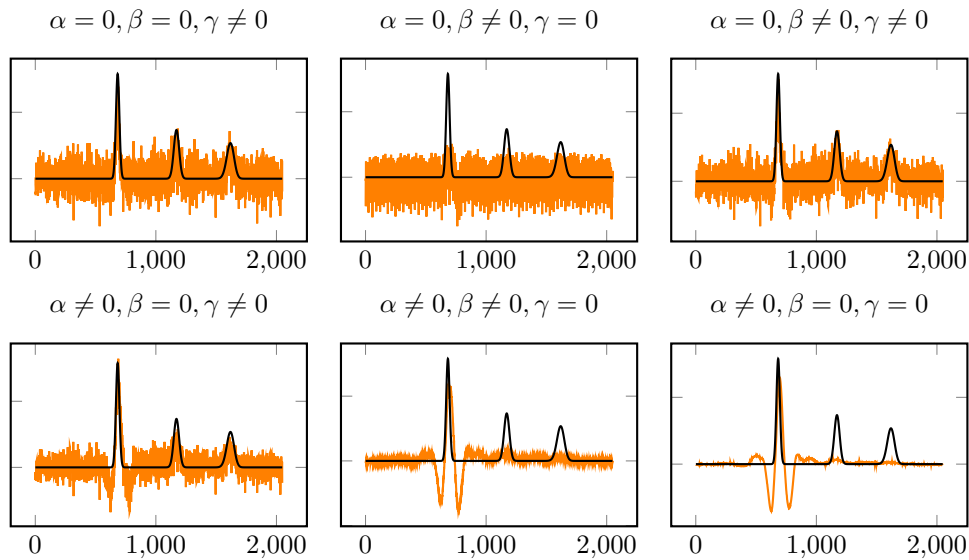 α = 0, β = 0, γ ≠ 0
α = 0, β ≠ 0, γ = 0
α = 0, β ≠ 0, γ ≠ 0
0 1,000 2,000
0 1,000 2,000
0 1,000 2,000
α ≠ 0, β = 0, γ ≠ 0
α ≠ 0, β ≠ 0, γ = 0
α ≠ 0, β = 0, γ = 0
0 1,000 2,000
0 1,000 2,000
0 1,000 2,000